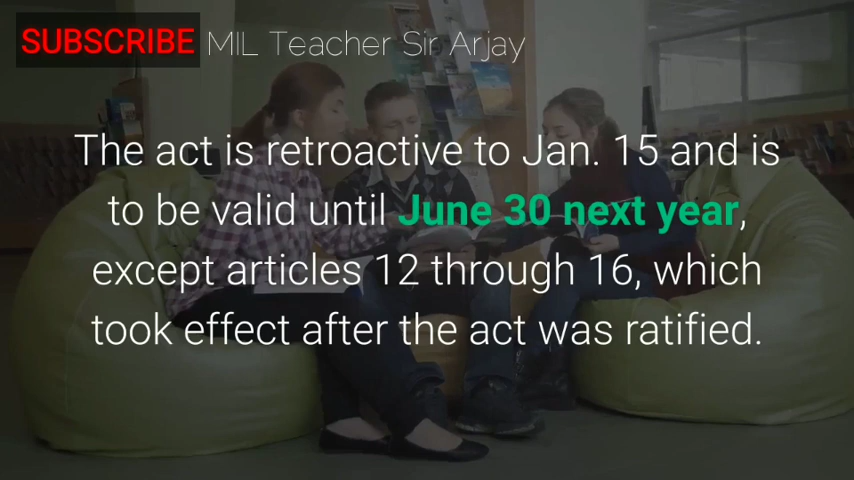 SUBSCRIBE MIL Teacher Sir Arjay
The act is retroactive to Jan. 15 and is
to be valid until June 30 next year,
except articles 12 through 16, which
took effect after the act was ratified.